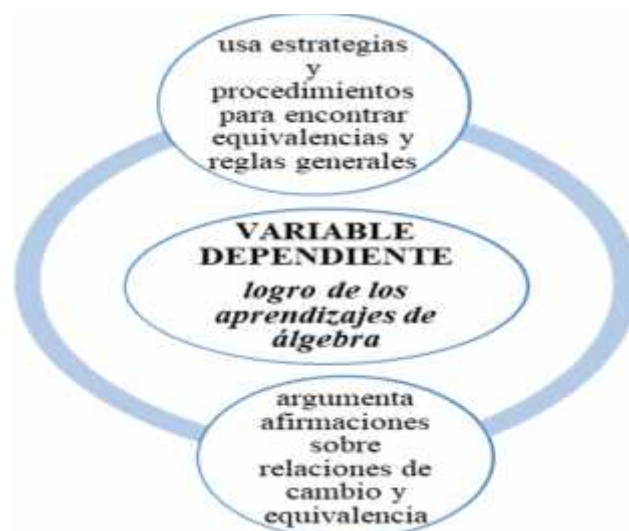 usa estrategias
y
procedimientos
para encontrar
equivalencias y
reglas generales
VARIABLE
DEPENDIENTE
logro de los
aprendizajes de
álgebra
argumenta
afirmaciones
sobre
relaciones de
cambio y
equivalencia